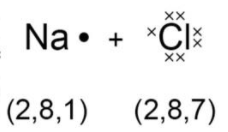 Na• + ×Cl
(2,8,1) (2,8,7)